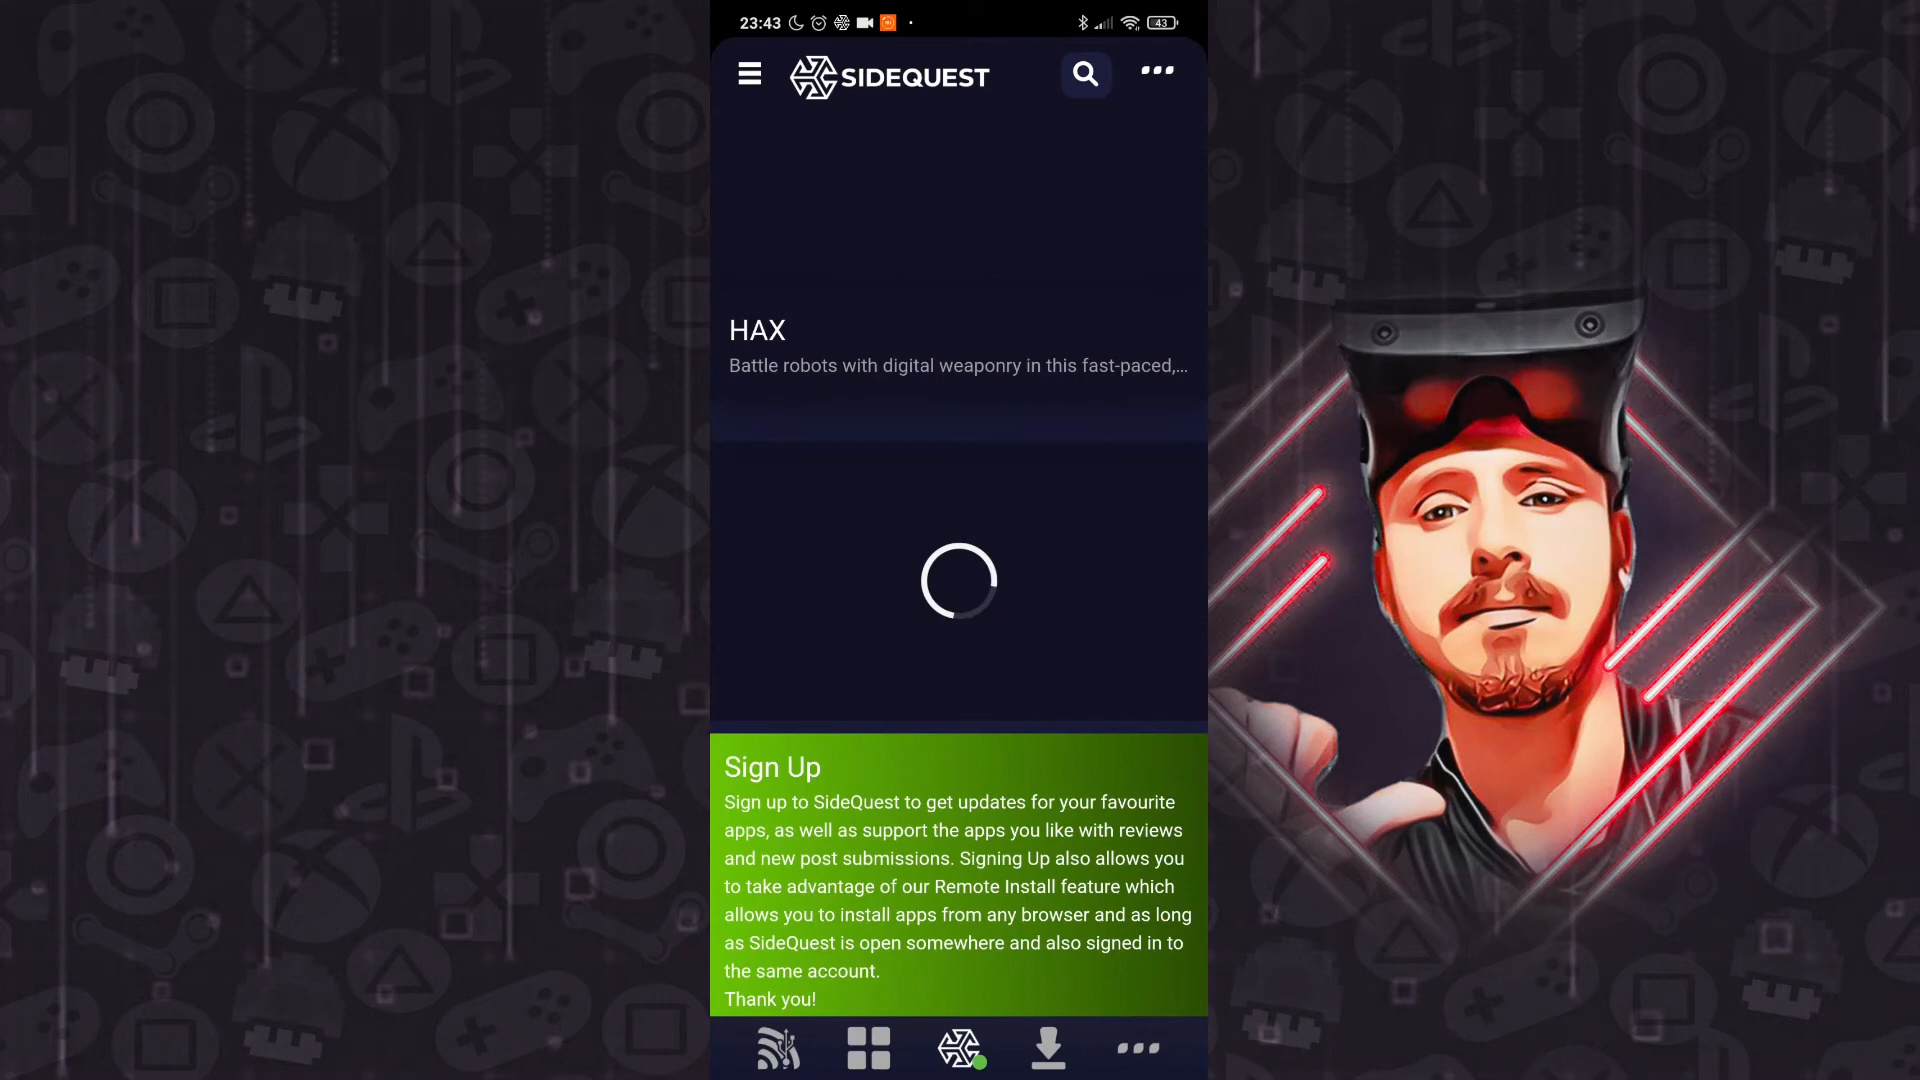 23:43
43
SIDEQUEST
HAX
Battle robots with digital weaponry in this fast-paced,...
Sign Up
Sign up to SideQuest to get updates for your favourite
apps, as well as support the apps you like with reviews
and new post submissions. Signing Up also allows you
to take advantage of our Remote Install feature which
allows you to install apps from any browser and as long
as SideQuest is open somewhere and also signed in to
the same account.
Thank you!